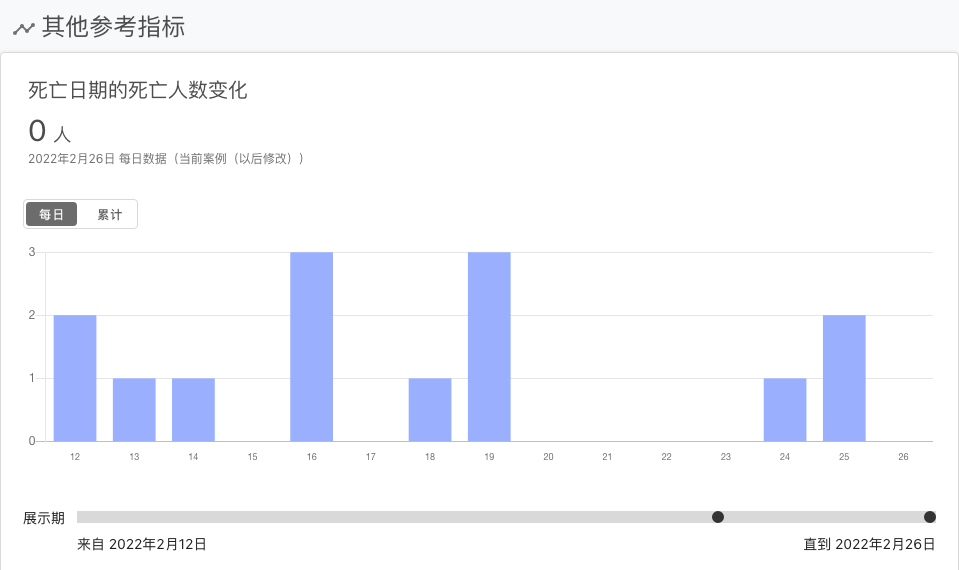 其他参考指标
死亡日期的死亡人数变化
0 人
2022年2月26日 每日数据（当前案例（以后修改））
每日 累计
3
2
1
0
12 13 14 15 16 17 18 19 20 21 22 23 24 25 26
展示期
来自 2022年2月12日 直到 2022年2月26日